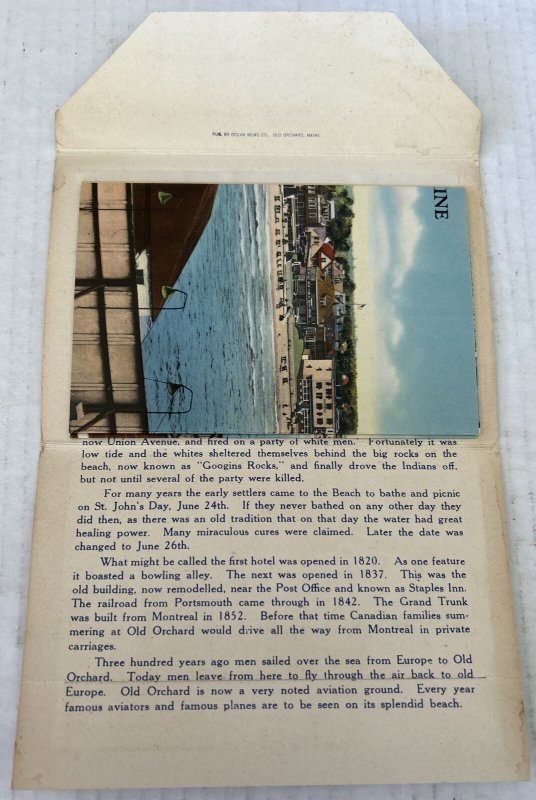 PUB. BY DOLAN NEWS CO., OLD ORCHARD, MAINE
INE
now Union Avenue, and fired on a party of white men. Fortunately it was
low tide and the whites sheltered themselves behind the big rocks on the
beach, now known as "Googins Rocks," and finally drove the Indians off,
but not until several of the party were killed.
For many years the early settlers came to the Beach to bathe and picnic
on St. John's Day, June 24th. If they never bathed on any other day they
did then, as there was an old tradition that on that day the water had great
healing power. Many miraculous cures were claimed. Later the date was
changed to June 26th.
What might be called the first hotel was opened in 1820. As one feature
it boasted a bowling alley. The next was opened in 1837. This was the
old building, now remodelled, near the Post Office and known as Staples Inn.
The railroad from Portsmouth came through in 1842. The Grand Trunk
was built from Montreal in 1852. Before that time Canadian families sum-
mering at Old Orchard would drive all the way from Montreal in private
carriages.
Three hundred years ago men sailed over the sea from Europe to Old
Orchard. Today men leave from here to fly through the air back to old
Europe. Old Orchard is now a very noted aviation ground. Every year
famous aviators and famous planes are to be seen on its splendid beach.